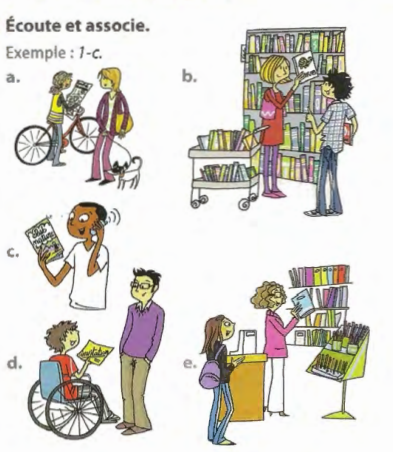 Écoute et associe.
Exemple : 1-c.
a.
b.
c.
d.
e.